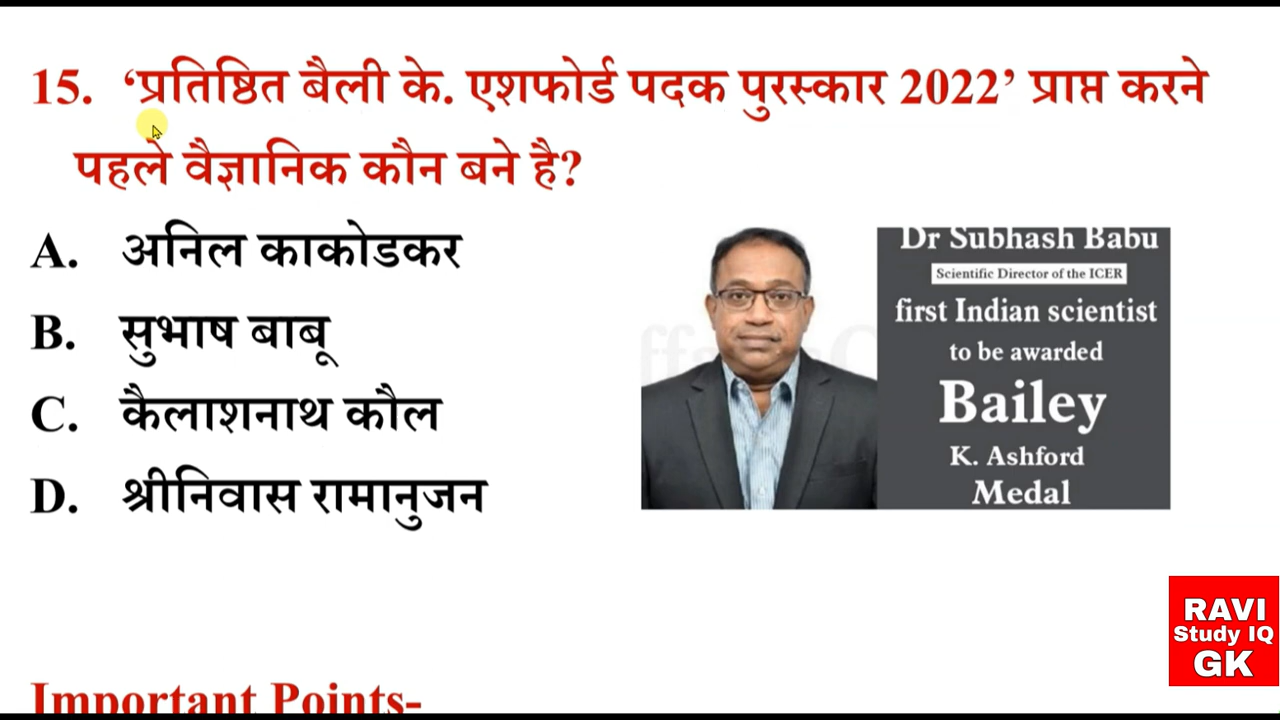 15. ‘प्रतिष्ठित बैली के. एशफोर्ड पदक पुरस्कार 2022’ प्राप्त करने
पहले वैज्ञानिक कौन बने है?
A. अनिल काकोडकर
B. सुभाष बाबू
C. कैलाशनाथ कौल
D. श्रीनिवास रामानुजन
Dr Subhash Babu
Scientific Director of the ICER
first Indian scientist
to be awarded
Bailey
K. Ashford
Medal
RAVI
Study IQ
GK
Important Points-